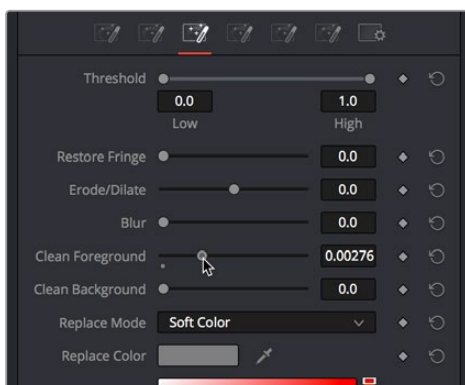 Threshold
0.0 1.0
Low High
Restore Fringe 0.0
Erode/Dilate 0.0
Blur 0.0
Clean Foreground 0.00276
Clean Background 0.0
Replace Mode Soft Color
Replace Color